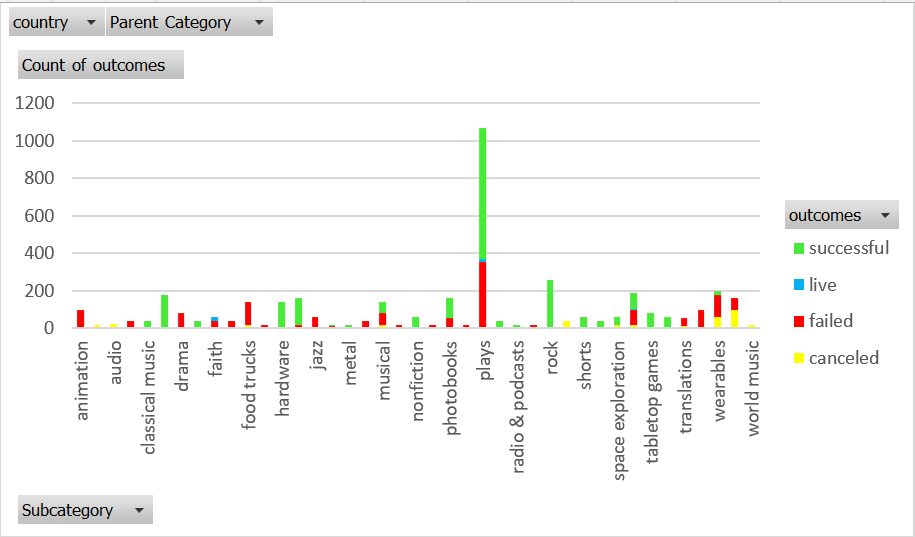 country Parent Category
Count of outcomes
1200
1000
800
600
400
200
0
outcomes
successful
live
failed
canceled
animation
audio
classical music
drama
faith
food trucks
hardware
jazz
metal
musical
nonfiction
photobooks
plays
radio & podcasts
rock
shorts
space exploration
tabletop games
translations
wearables
world music
Subcategory